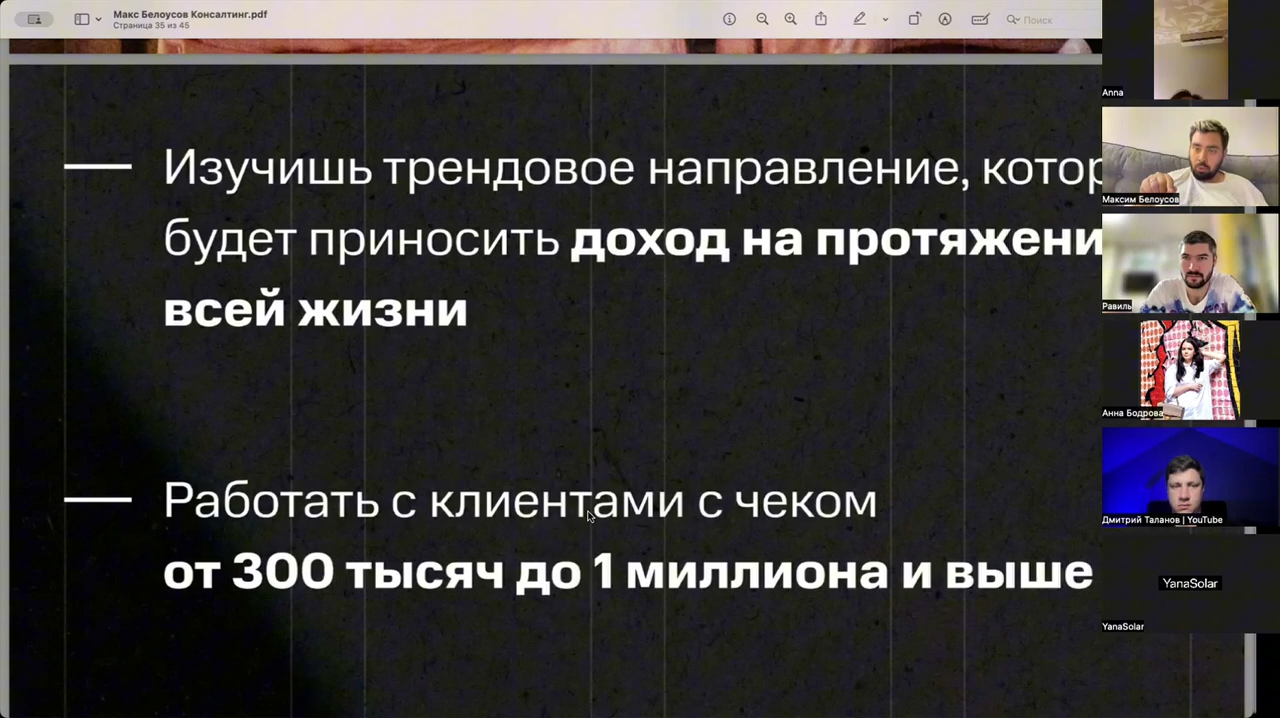 Макс Белоусов Консалтинг.pdf
Страница 35 из 45
Поиск
Изучишь трендовое направление,
будет приносить доход на
всей жизни
Работать с клиентами с чеком
от 300 тысяч до 1 миллиона и выше
Anna
Максим Белоусов
Равиль
Анна Бодрова
Дмитрий Таланов | YouTube
YanaSolar
YanaSolar